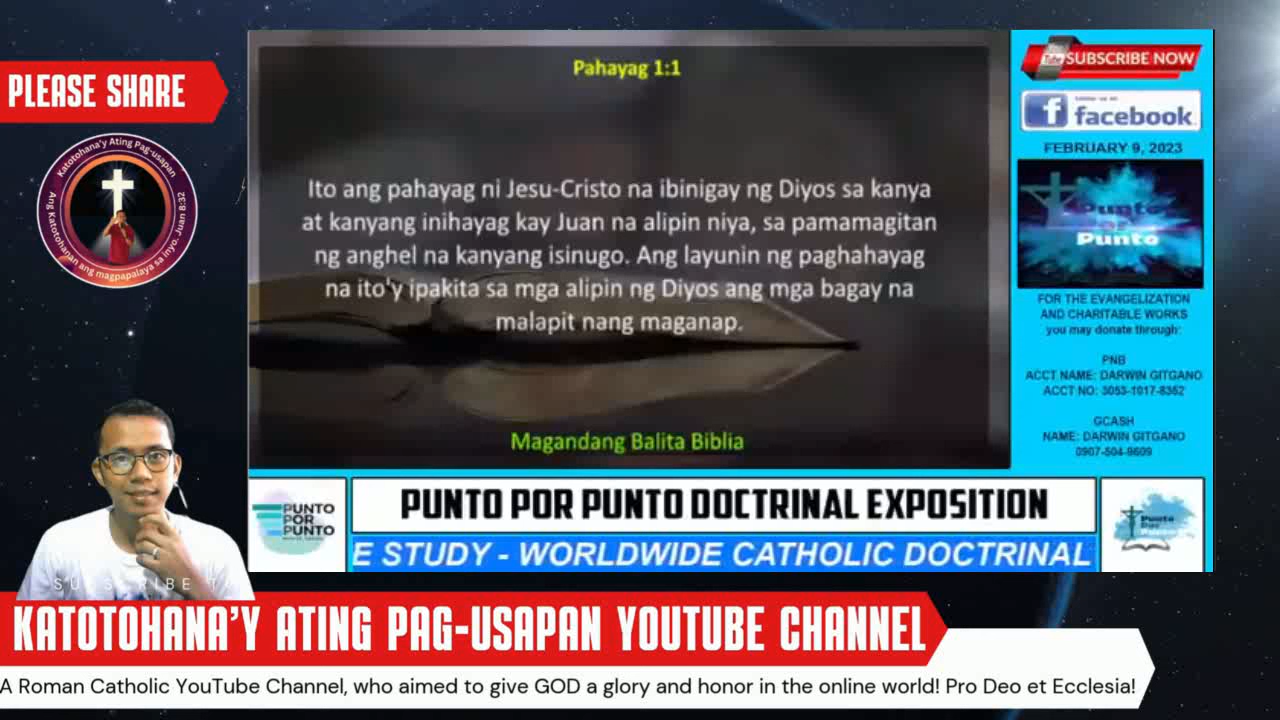 PLEASE SHARE
Katotohana'y Ating Pag-usapan
Ang Katotohanan ang magpapalaya sa inyo. Juan 8:32
Pahayag 1:1
Ito ang pahayag ni Jesu-Cristo na ibinigay ng Diyos sa kanya
at kanyang inihayag kay Juan na alipin niya, sa pamamagitan
ng anghel na kanyang isinugo. Ang layunin ng paghahayag
na ito'y ipakita sa mga alipin ng Diyos ang mga bagay na
malapit nang maganap.
Magandang Balita Biblia
SUBSCRIBE NOW
facebook
FEBRUARY 9, 2023
Punto
Por
Punto
FOR THE EVANGELIZATION
AND CHARITABLE WORKS
you may donate through:
PNB
ACCT NAME: DARWIN GITGANO
ACCT NO: 3053-1017-8362
GCASH
NAME: DARWIN GITGANO
0907-504-9609
PUNTO
POR
PUNTO
PUNTO POR PUNTO DOCTRINAL EXPOSITION
E STUDY - WORLDWIDE CATHOLIC DOCTRINAL
Punto
Por
Punto
SUBSCRIBE
KATOTOHANA'Y ATING PAG-USAPAN YOUTUBE CHANNEL
A Roman Catholic YouTube Channel, who aimed to give GOD a glory and honor in the online world! Pro Deo et Ecclesia!